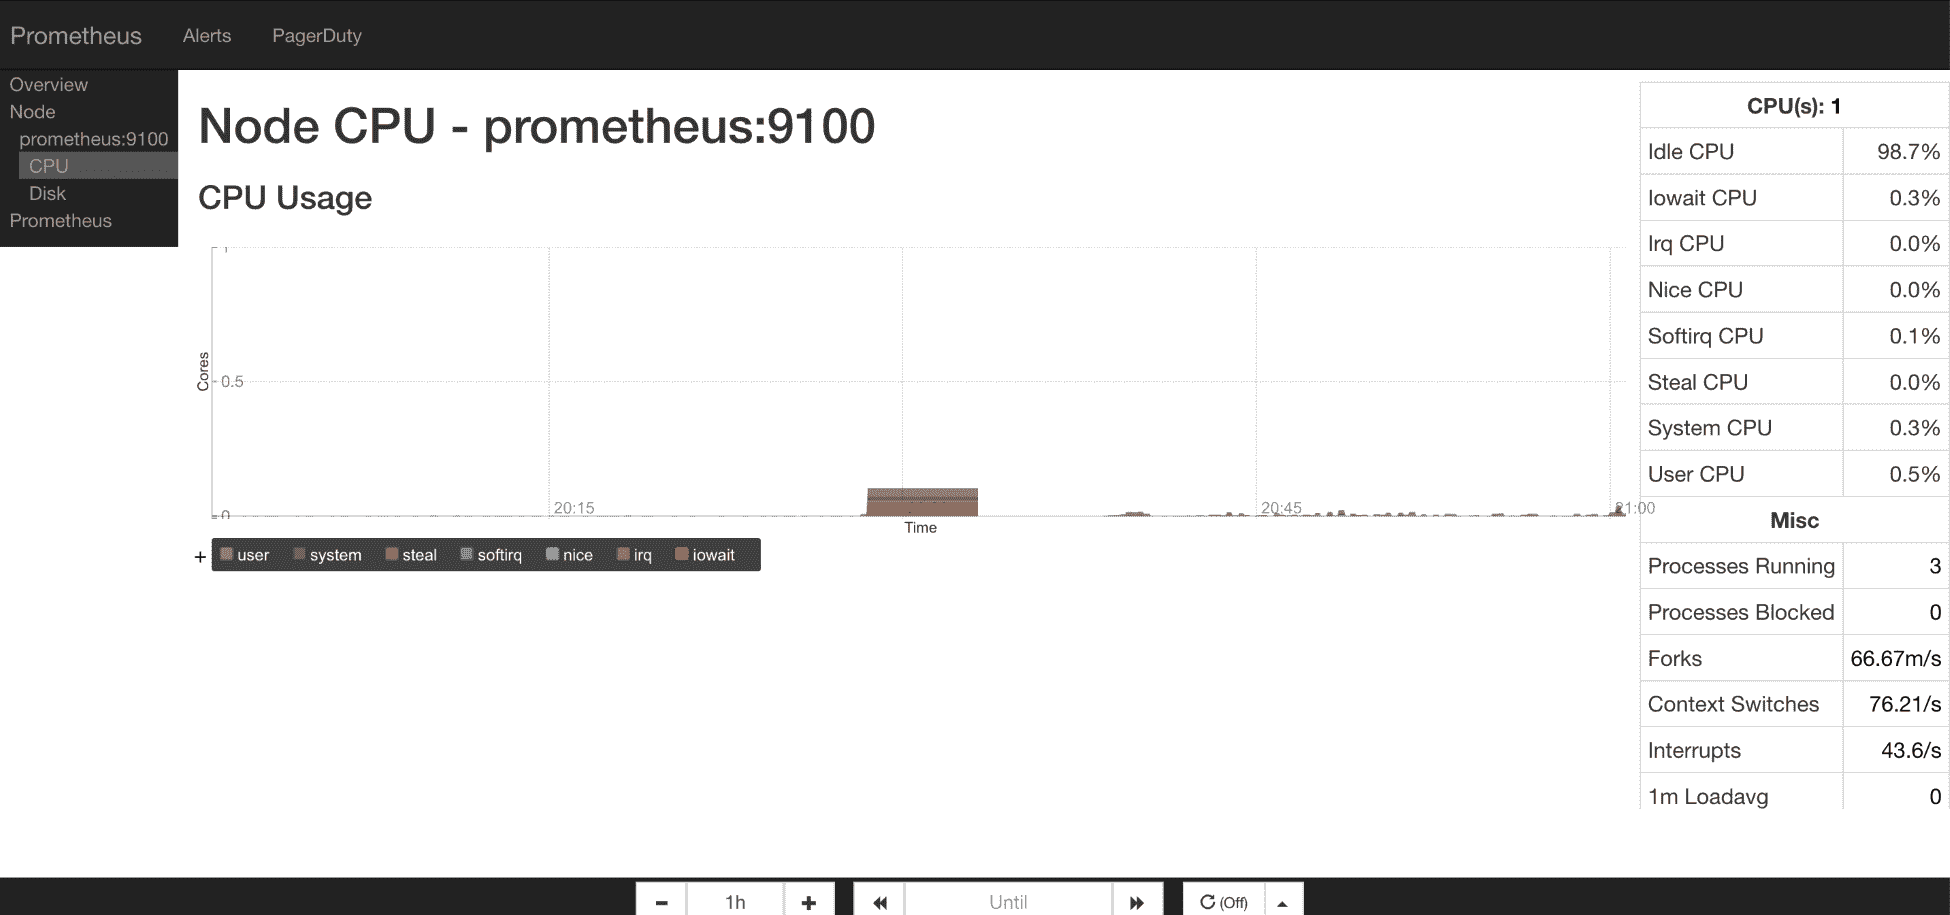 Prometheus Alerts PagerDuty
Overview
Node
prometheus:9100
CPU
Disk
Prometheus
Node CPU - prometheus:9100
CPU Usage
1
0.5
0
Cores
20:15
20:45
21:00
Time
+ user system steal softirq nice irq iowait
CPU(s): 1
Idle CPU 98.7%
Iowait CPU 0.3%
Irq CPU 0.0%
Nice CPU 0.0%
Softirq CPU 0.1%
Steal CPU 0.0%
System CPU 0.3%
User CPU 0.5%
Misc
Processes Running 3
Processes Blocked 0
Forks 66.67m/s
Context Switches 76.21/s
Interrupts 43.6/s
1m Loadavg 0
- 1h + Until (Off)